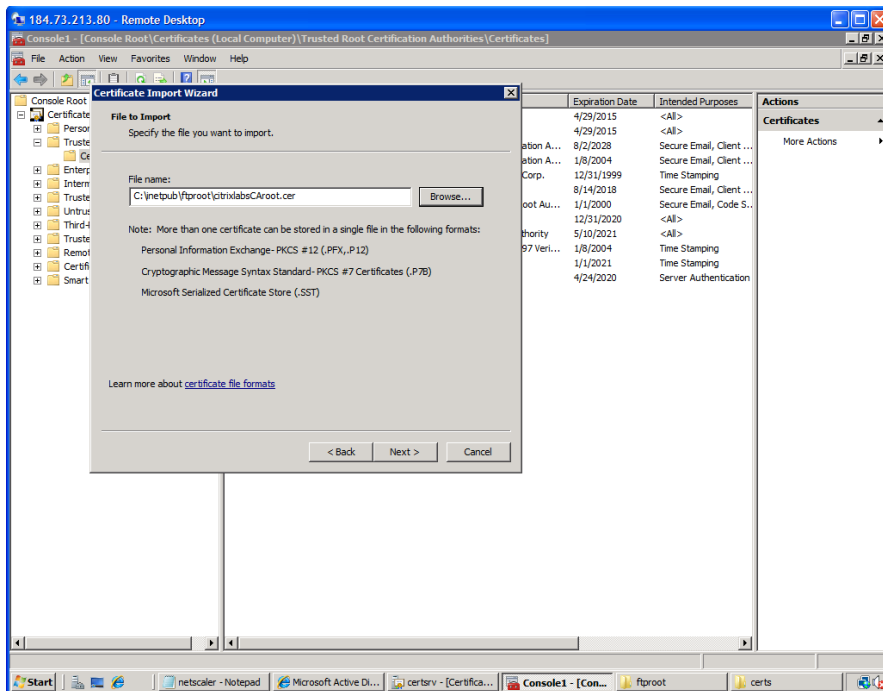 184.73.213.80 - Remote Desktop
Console1 - [Console Root\Certificates (Local Computer)\Trusted Root Certification Authorities\Certificates]
File Action View Favorites Window Help
Console Root
Certificate
Person
Truste
Ce
Enterp
Interm
Truste
Untrus
Third-P
Truste
Remot
Certifi
Smart
Certificate Import Wizard
File to Import
Specify the file you want to import.
File name:
C:\inetpub\ftproot\citrixlabsCAroot.cer
Browse...
Note: More than one certificate can be stored in a single file in the following formats:
Personal Information Exchange- PKCS #12 (.PFX,.P12)
Cryptographic Message Syntax Standard- PKCS #7 Certificates (.P7B)
Microsoft Serialized Certificate Store (.SST)
Learn more about certificate file formats
< Back Next > Cancel
Expiration Date Intended Purposes
4/29/2015 <All>
4/29/2015 <All>
ation A... 8/2/2028 Secure Email, Client ...
ation A... 1/8/2004 Secure Email, Client ...
Corp. 12/31/1999 Time Stamping
8/14/2018 Secure Email, Client ...
oot Au... 1/1/2000 Secure Email, Code S...
12/31/2020 <All>
thority 5/10/2021 <All>
97 Veri... 1/8/2004 Time Stamping
1/1/2021 Time Stamping
4/24/2020 Server Authentication
Actions
Certificates
More Actions
Start netscaler - Notepad Microsoft Active Di... certsrv - [Certifica... Console1 - [Con... ftproot certs